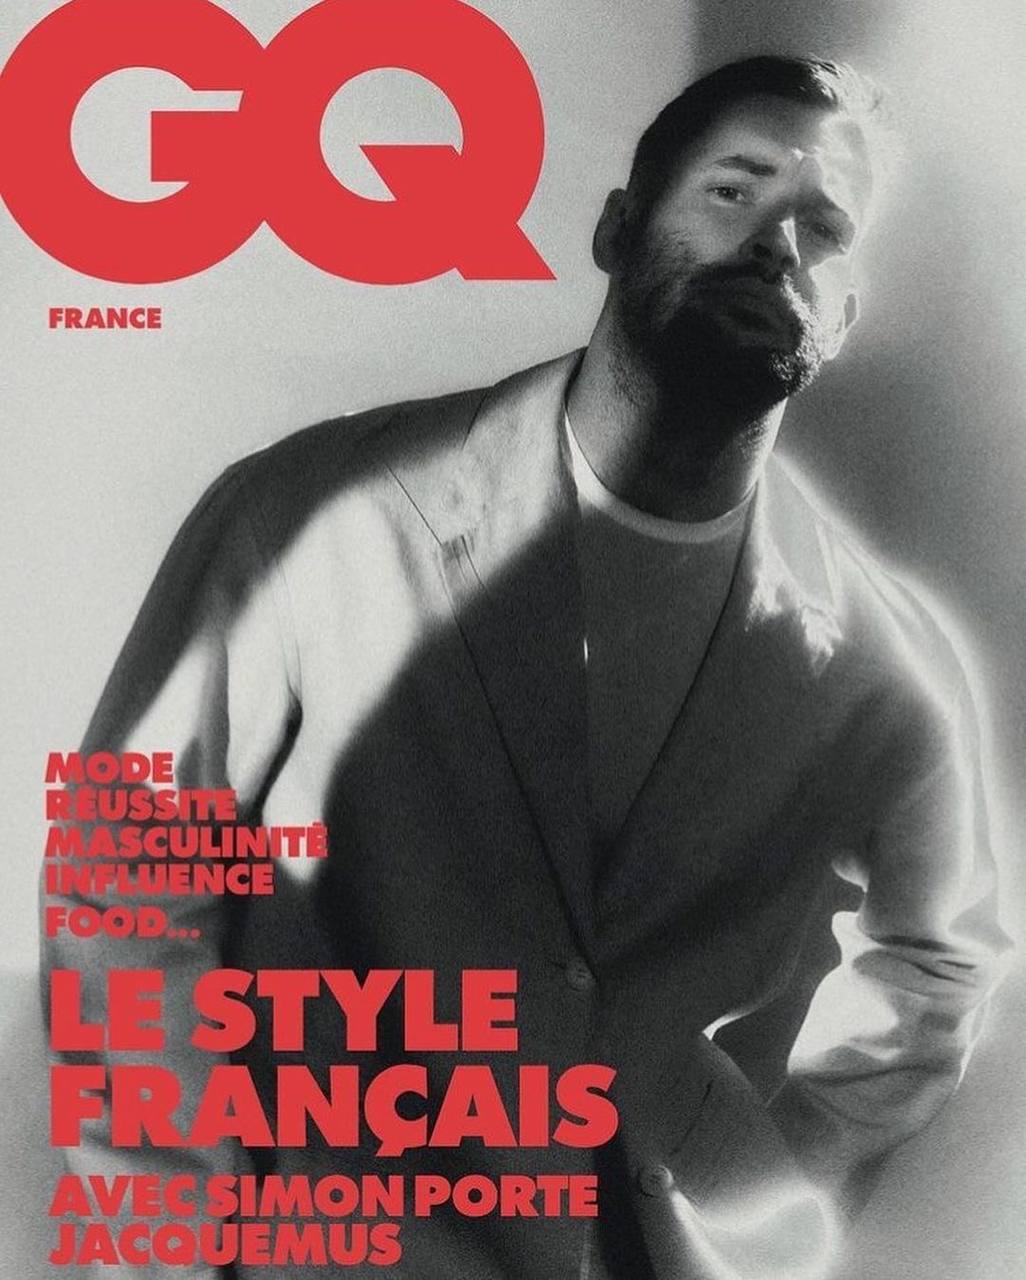 GQ
FRANCE
MODE
RÉUSSITE
MASCULINITÉ
INFLUENCE
FOOD...
LE STYLE
FRANÇAIS
AVEC SIMON PORTE
JACQUEMUS